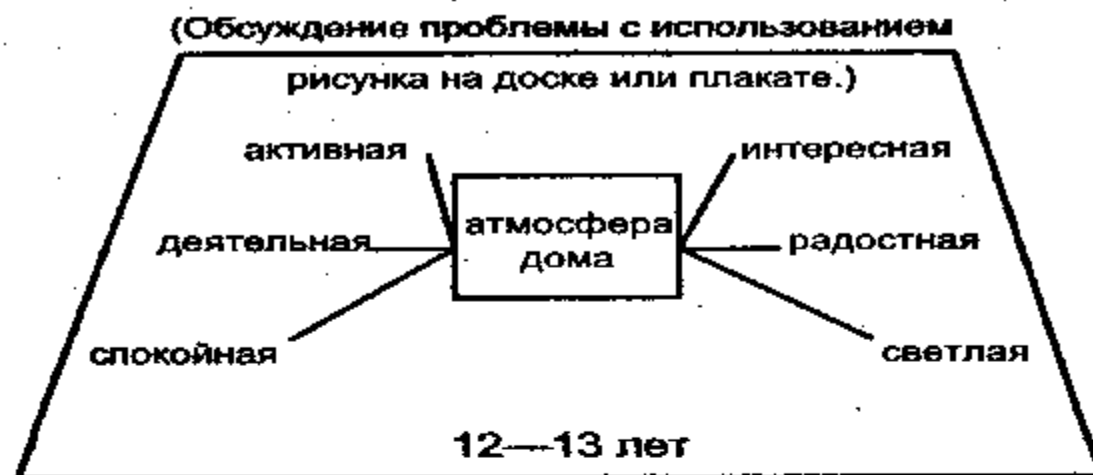 (Обсуждение проблемы с использованием
рисунка на доске или плакате.)
активная
интересная
атмосфера
дома
деятельная
радостная
спокойная
светлая
12—13 лет